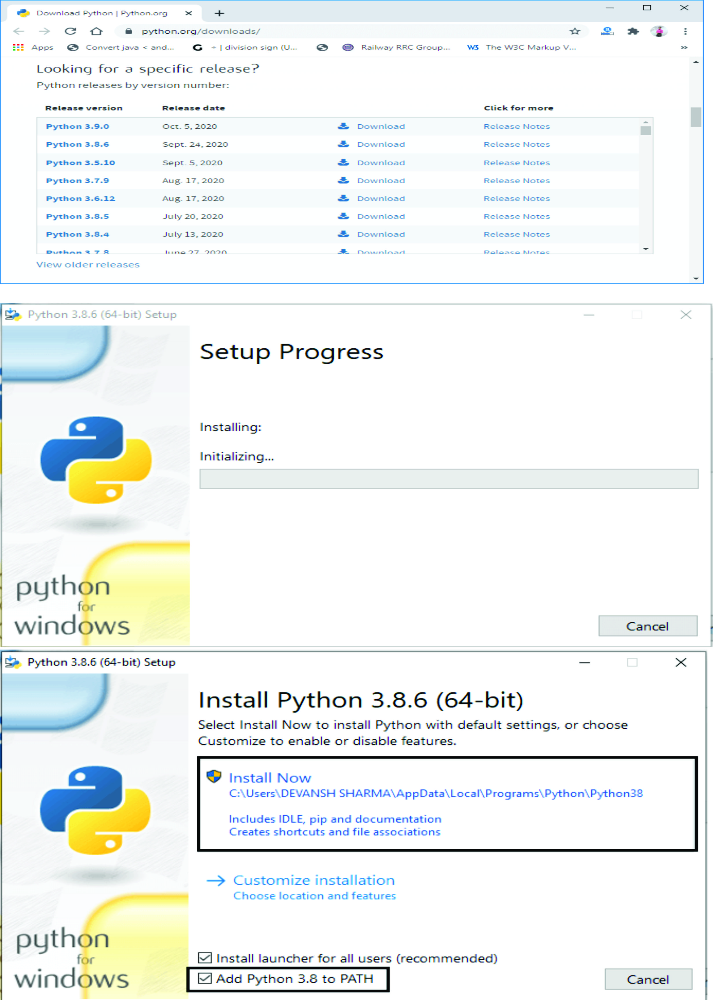 Download Python | Python.org
python.org/downloads/
Apps Convert java < and... G ÷ | division sign (U... Railway RRC Group... W3 The W3C Markup V... »
Looking for a specific release?
Python releases by version number:
Release version Release date Click for more
Python 3.9.0 Oct. 5, 2020 Download Release Notes
Python 3.8.6 Sept. 24, 2020 Download Release Notes
Python 3.5.10 Sept. 5, 2020 Download Release Notes
Python 3.7.9 Aug. 17, 2020 Download Release Notes
Python 3.6.12 Aug. 17, 2020 Download Release Notes
Python 3.8.5 July 20, 2020 Download Release Notes
Python 3.8.4 July 13, 2020 Download Release Notes
Python 3.7.8 June 27, 2020 Download Release Notes
View older releases
Python 3.8.6 (64-bit) Setup
Setup Progress
Installing:
Initializing...
python
for
windows
Cancel
Python 3.8.6 (64-bit) Setup
Install Python 3.8.6 (64-bit)
Select Install Now to install Python with default settings, or choose
Customize to enable or disable features.
Install Now
C:\Users\DEVANSH SHARMA\AppData\Local\Programs\Python\Python38
Includes IDLE, pip and documentation
Creates shortcuts and file associations
Customize installation
Choose location and features
python
for
windows
Install launcher for all users (recommended)
Add Python 3.8 to PATH
Cancel